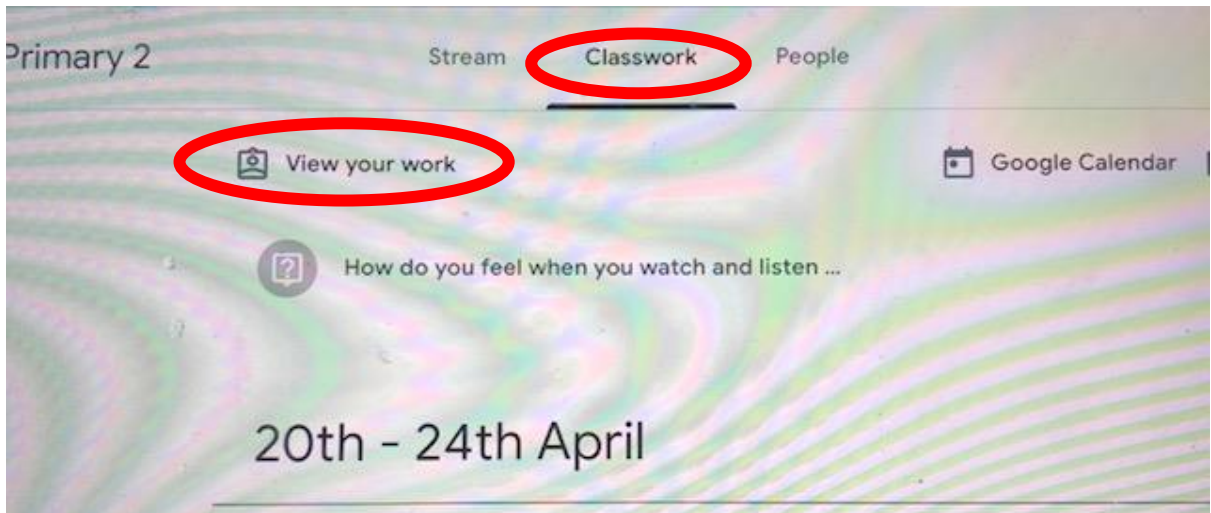 Primary 2 Stream Classwork People
View your work Google Calendar
How do you feel when you watch and listen ...
20th - 24th April